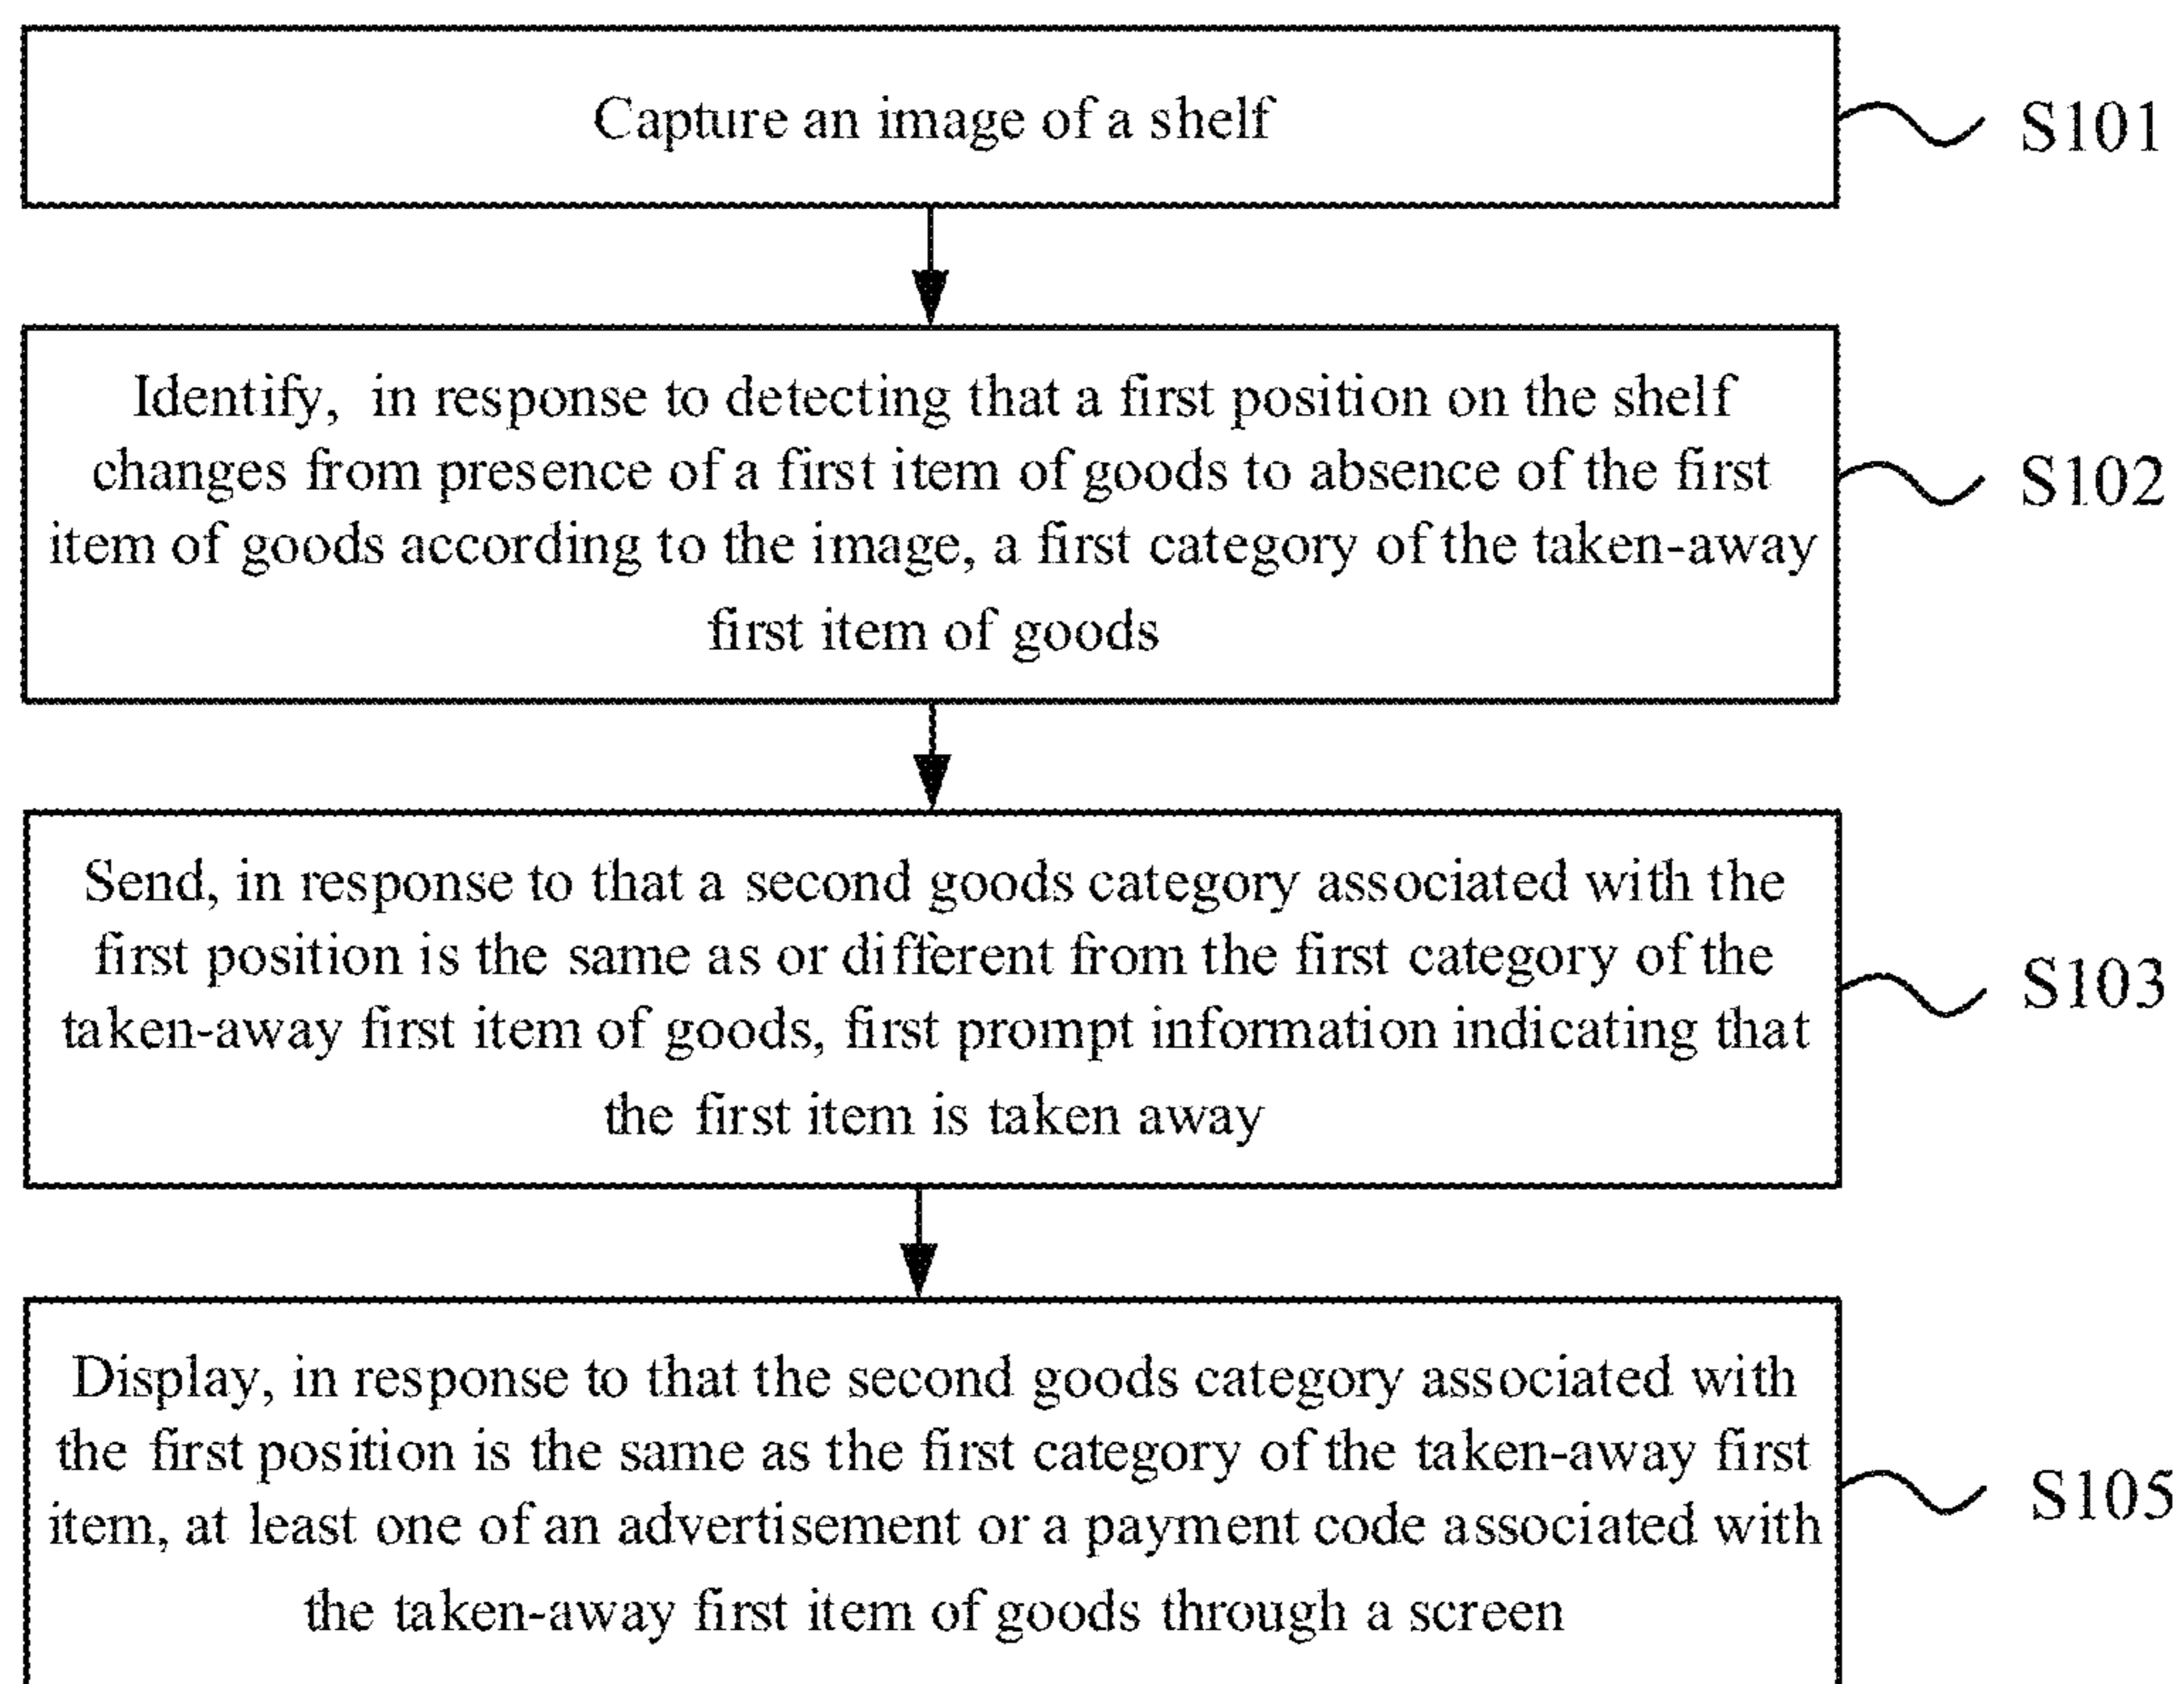 Capture an image of a shelf
S101
Identify, in response to detecting that a first position on the shelf
changes from presence of a first item of goods to absence of the first
item of goods according to the image, a first category of the taken-away
first item of goods
S102
Send, in response to that a second goods category associated with the
first position is the same as or different from the first category of the
taken-away first item of goods, first prompt information indicating that
the first item is taken away
S103
Display, in response to that the second goods category associated with
the first position is the same as the first category of the taken-away first
item, at least one of an advertisement or a payment code associated with
the taken-away first item of goods through a screen
S105